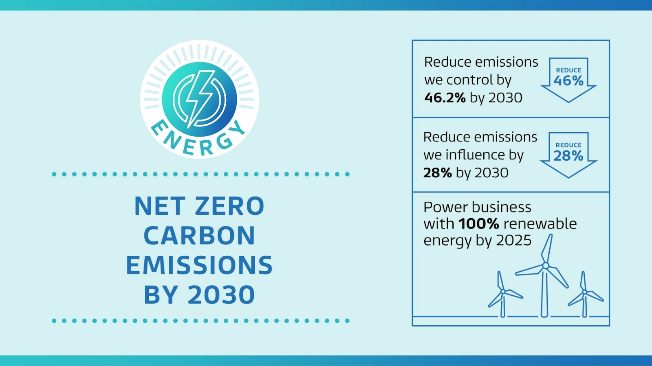 ENERGY
NET ZERO
CARBON
EMISSIONS
BY 2030
Reduce emissions
we control by
46.2% by 2030
REDUCE
46%
Reduce emissions
we influence by
28% by 2030
REDUCE
28%
Power business
with 100% renewable
energy by 2025